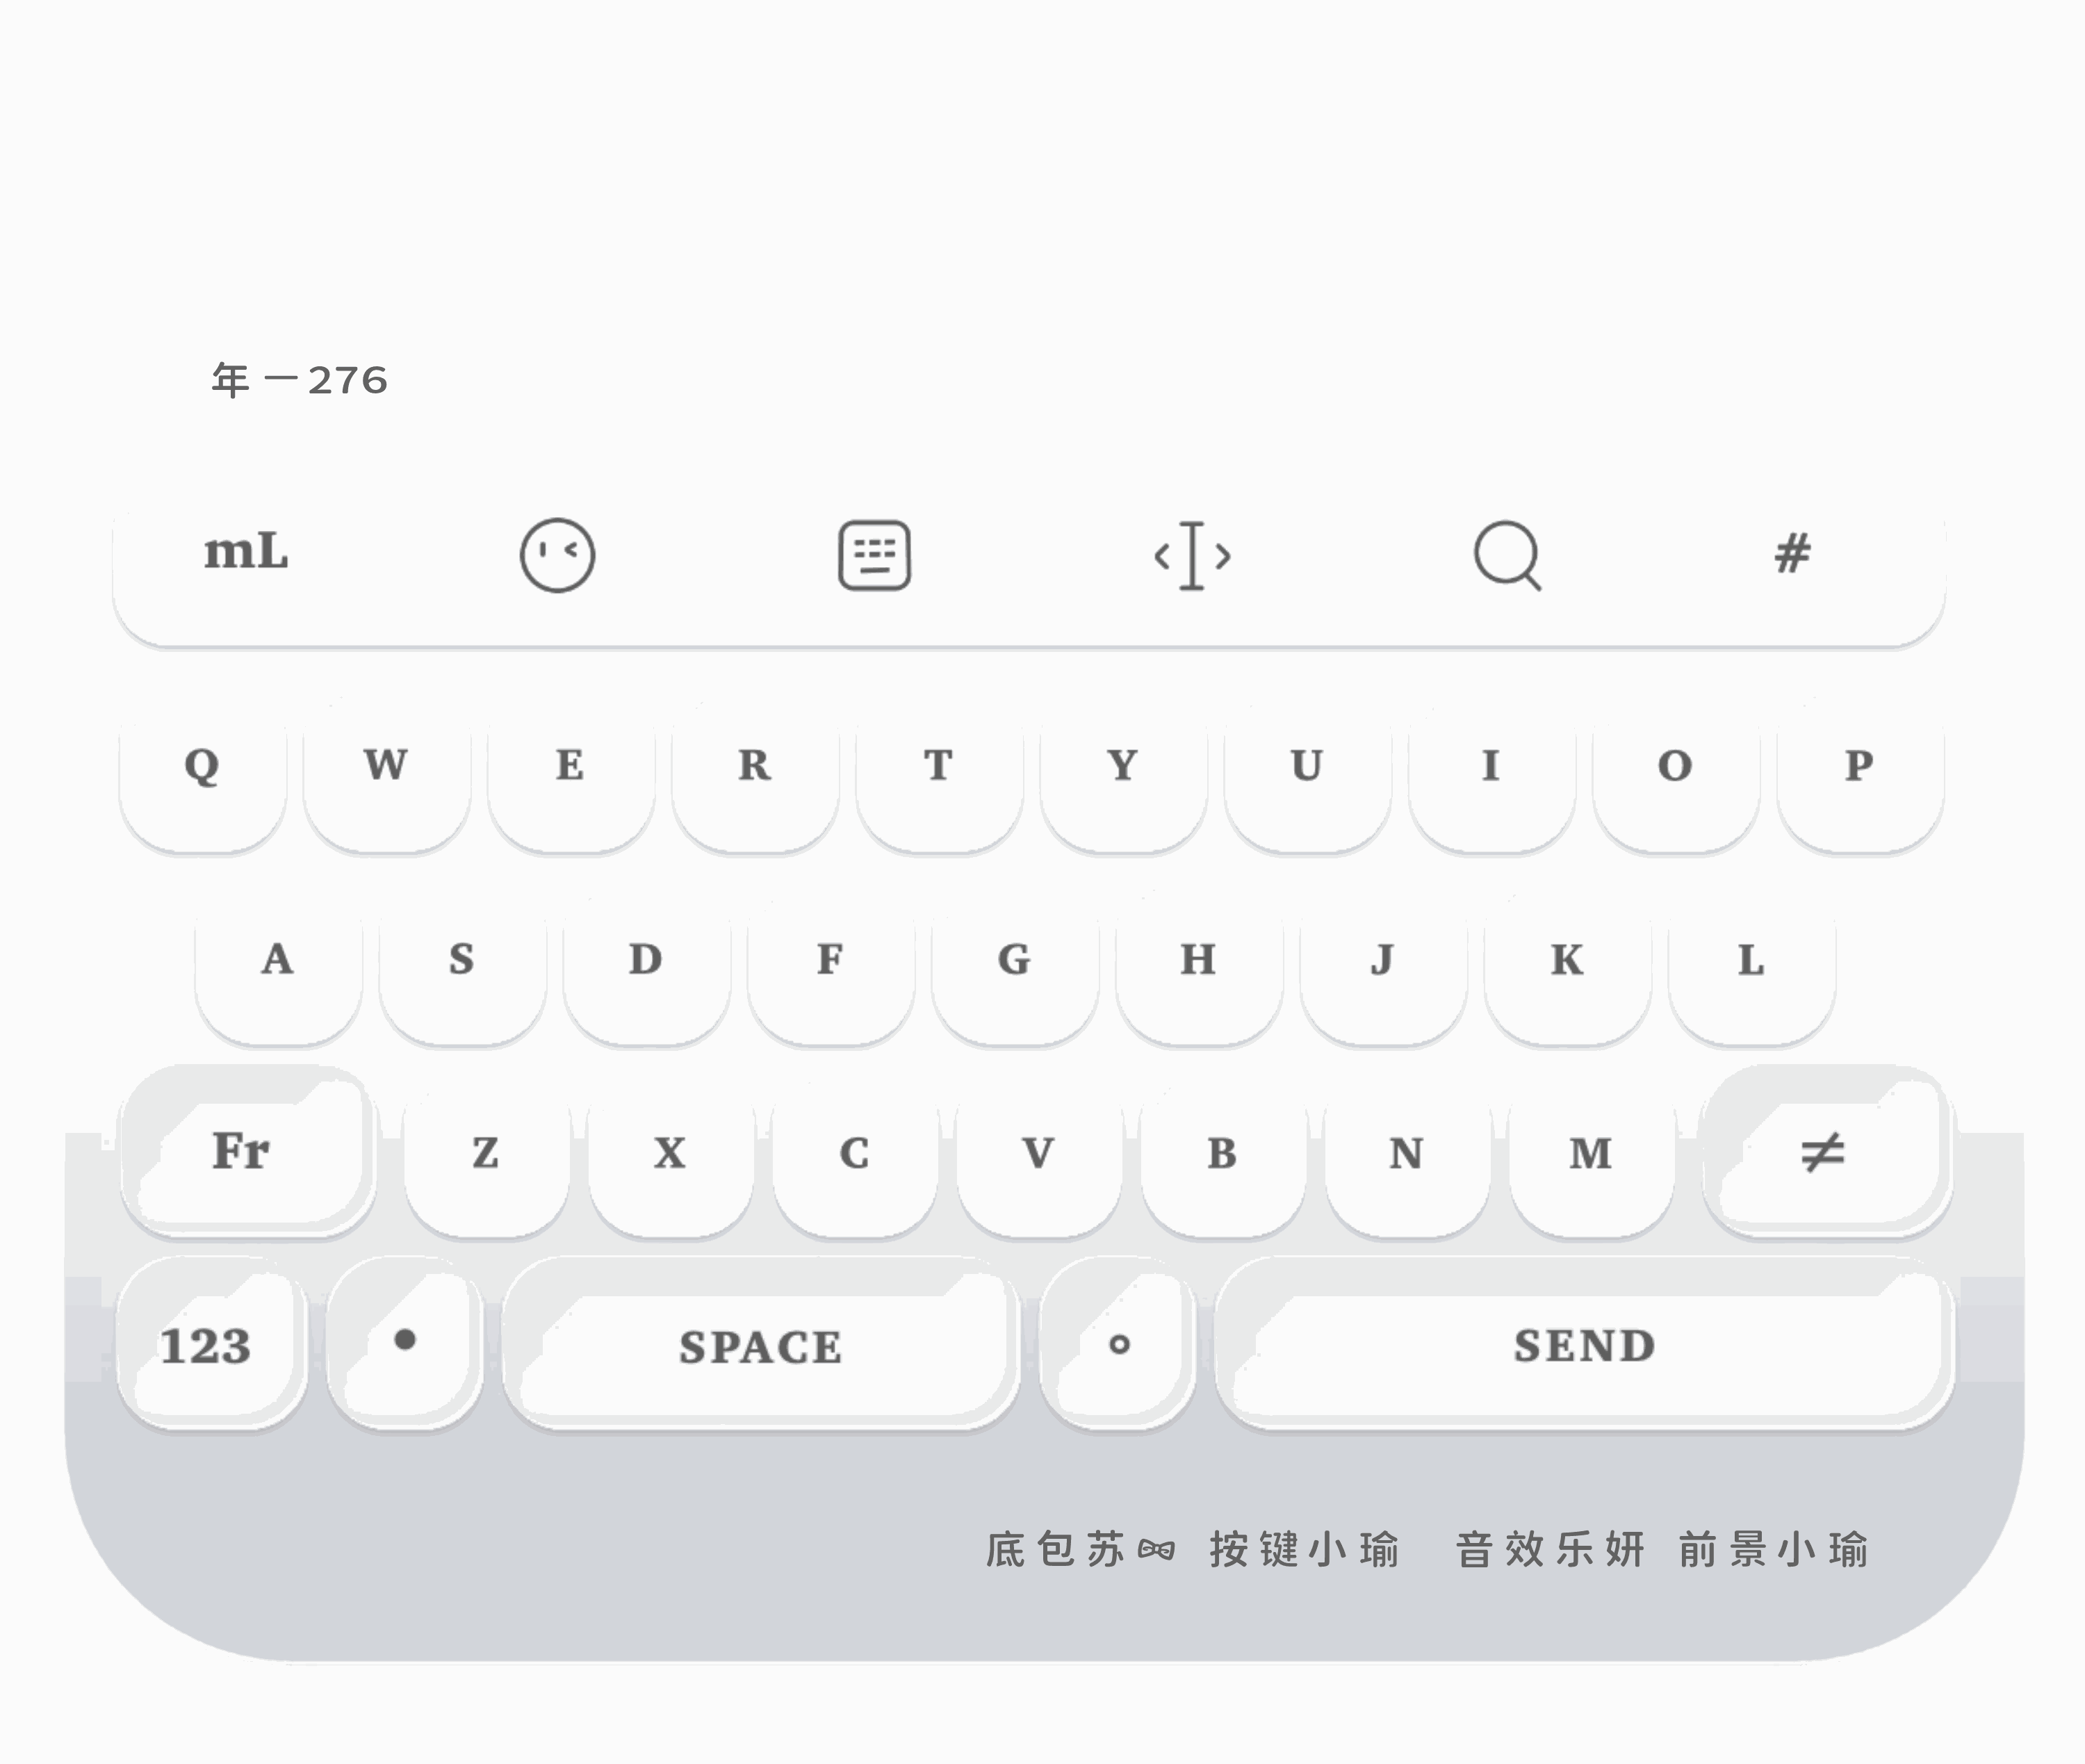 年一276
mL #
Q W E R T Y U I O P
A S D F G H J K L
Fr Z X C V B N M ≠
123 SPACE SEND
底包苏🎀 按键小瑜 音效乐妍 前景小瑜